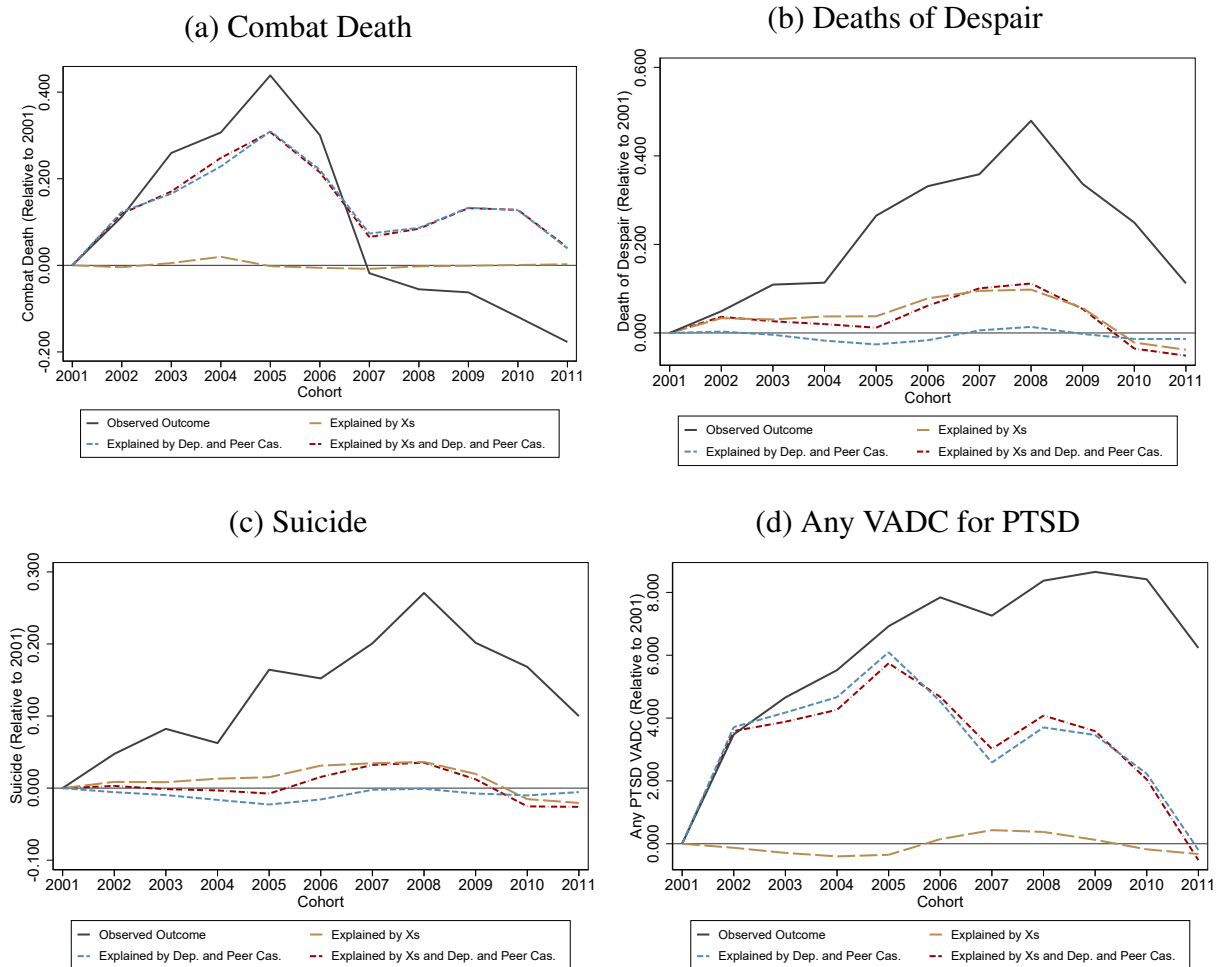 (a) Combat Death
Combat Death (Relative to 2001)
0.400
0.200
0.000
-0.200
2001 2002 2003 2004 2005 2006 2007 2008 2009 2010 2011
Cohort
Observed Outcome
Explained by Xs
Explained by Dep. and Peer Cas.
Explained by Xs and Dep. and Peer Cas.
(b) Deaths of Despair
Death of Despair (Relative to 2001)
0.600
0.400
0.200
0.000
2001 2002 2003 2004 2005 2006 2007 2008 2009 2010 2011
Cohort
Observed Outcome
Explained by Xs
Explained by Dep. and Peer Cas.
Explained by Xs and Dep. and Peer Cas.
(c) Suicide
Suicide (Relative to 2001)
0.300
0.200
0.100
0.000
-0.100
2001 2002 2003 2004 2005 2006 2007 2008 2009 2010 2011
Cohort
Observed Outcome
Explained by Xs
Explained by Dep. and Peer Cas.
Explained by Xs and Dep. and Peer Cas.
(d) Any VADC for PTSD
Any PTSD VADC (Relative to 2001)
8.000
6.000
4.000
2.000
0.000
2001 2002 2003 2004 2005 2006 2007 2008 2009 2010 2011
Cohort
Observed Outcome
Explained by Xs
Explained by Dep. and Peer Cas.
Explained by Xs and Dep. and Peer Cas.